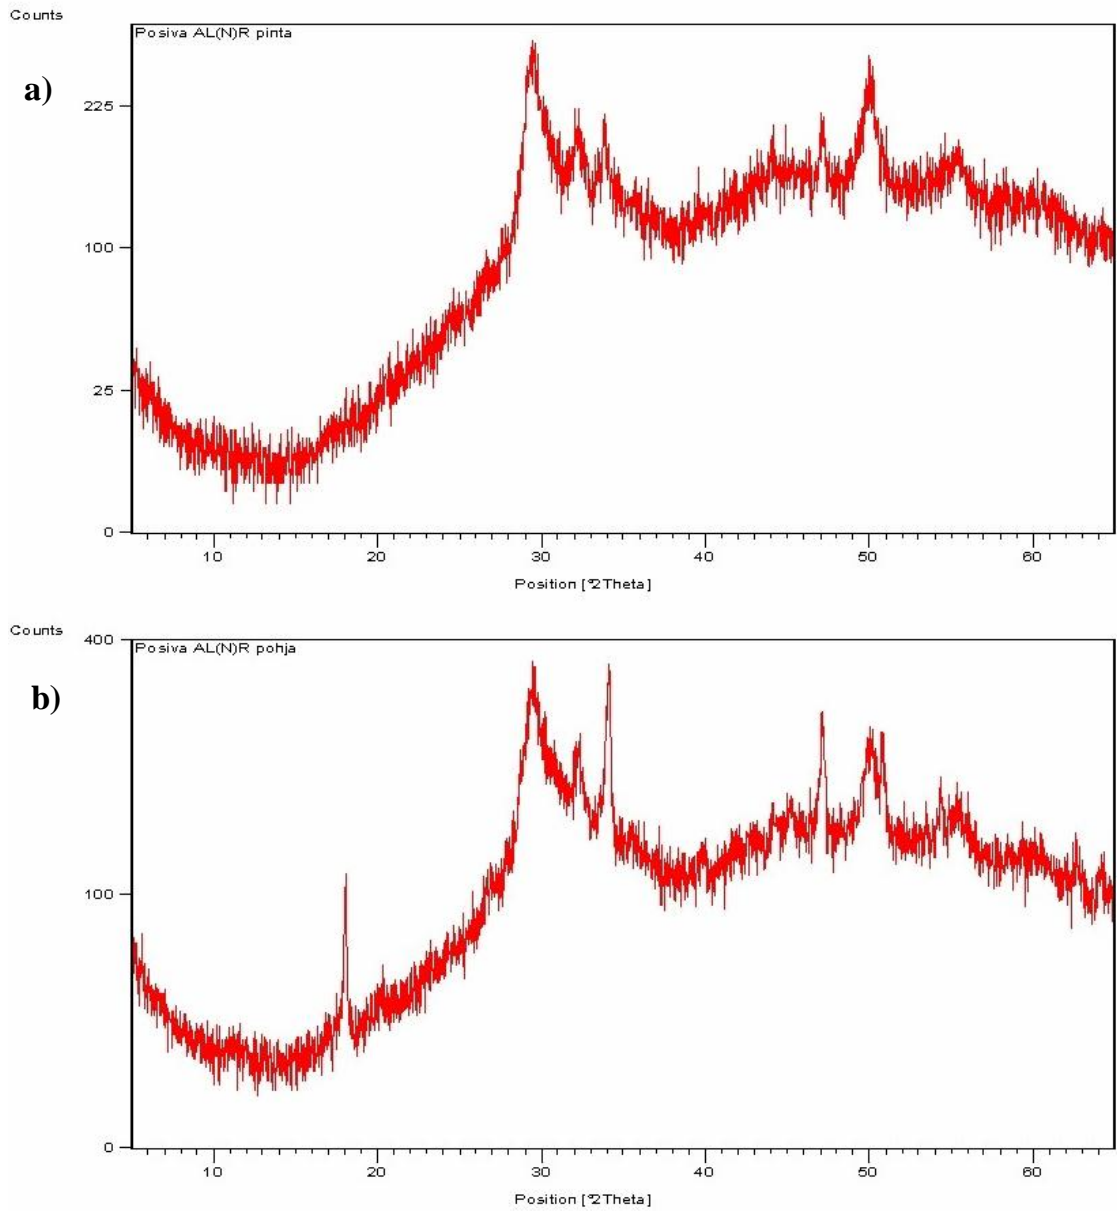 Counts
Posiva AL(N)R pinta
a)
225
100
25
0
10 20 30 40 50 60
Position [°2Theta]
Counts
400
Posiva AL(N)R pohja
b)
100
0
10 20 30 40 50 60
Position [°2Theta]